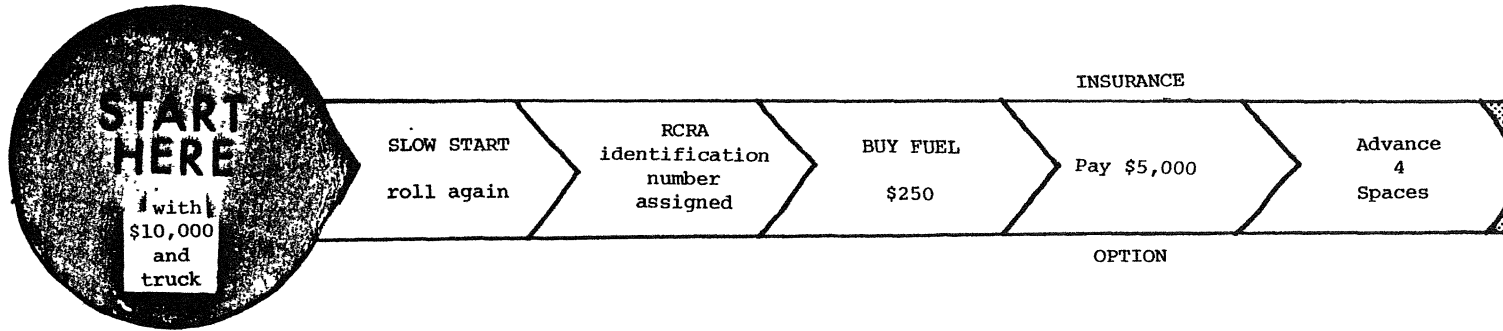 START
HERE
with
$10,000
and
truck
SLOW START
roll again
RCRA
identification
number
assigned
BUY FUEL
$250
INSURANCE
Pay $5,000
OPTION
Advance
4
Spaces